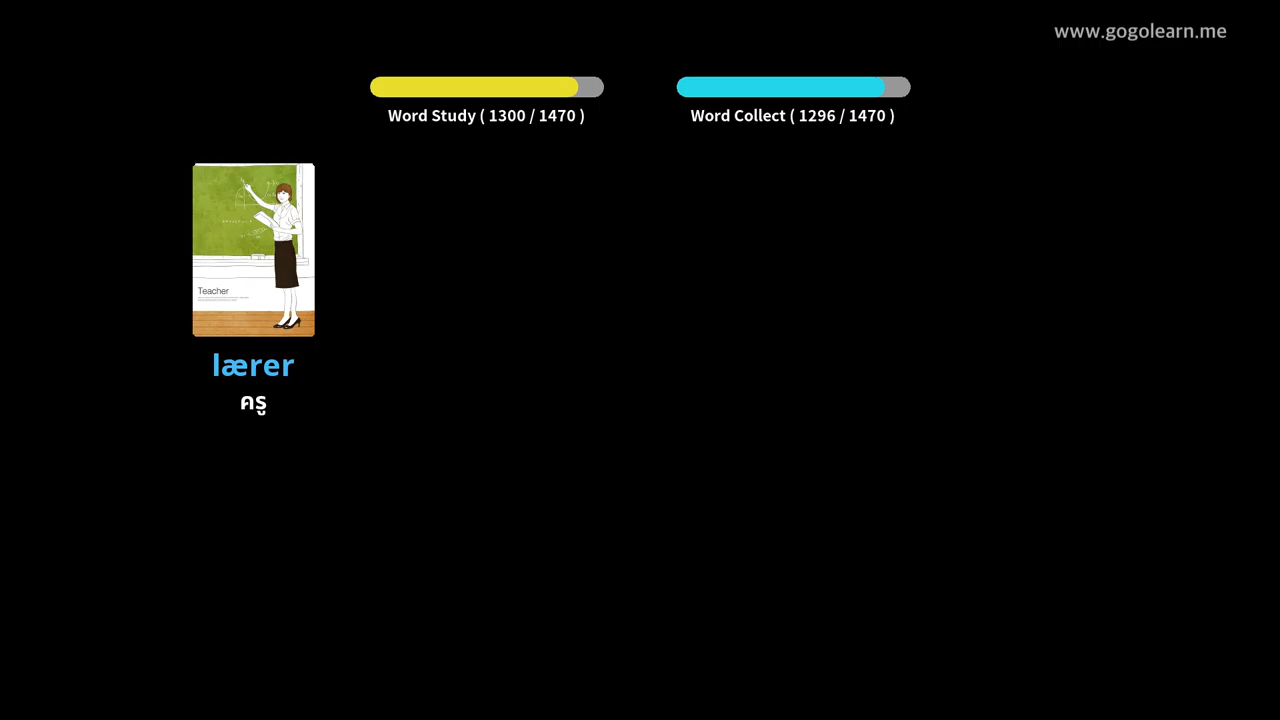 www.gogolearn.me
Word Study ( 1300 / 1470 )
Word Collect ( 1296 / 1470 )
Teacher
lærer
ครู